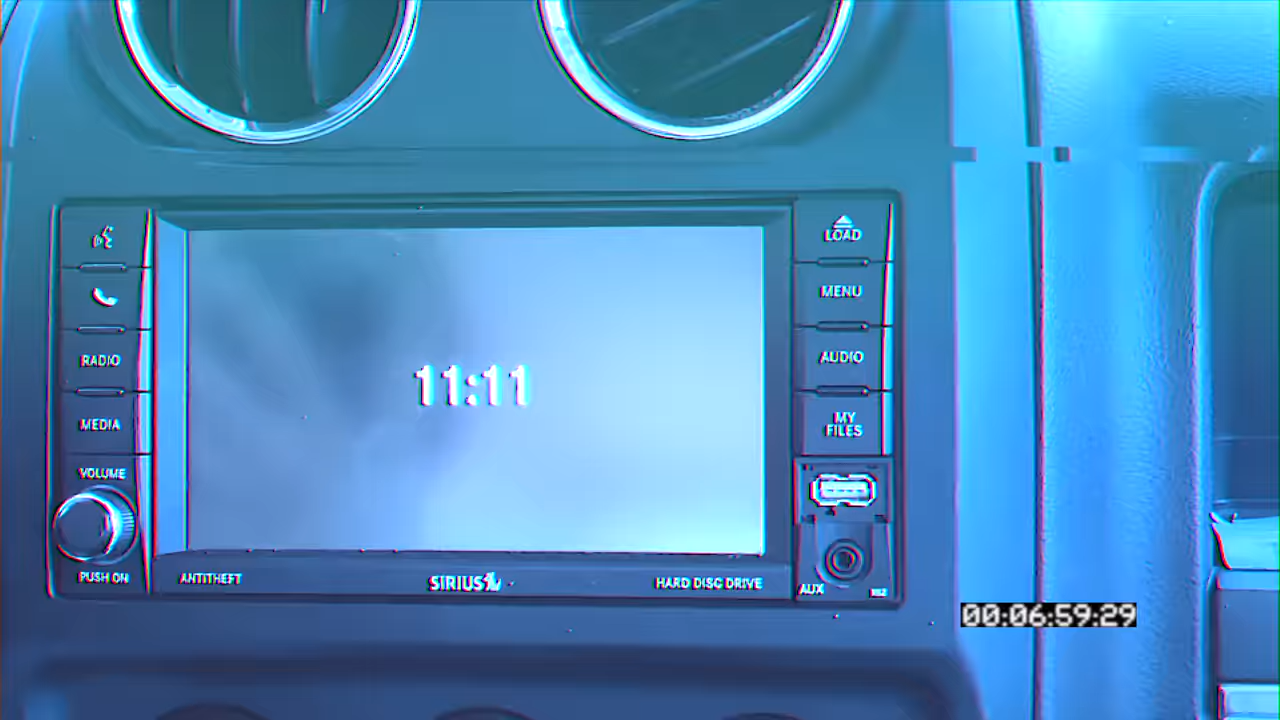 LOAD
MENU
RADIO
AUDIO
11:11
MEDIA
MY
FILES
VOLUME
PUSH ON
ANTITHEFT
SIRIUS
HARD DISC DRIVE
AUX
00:06:59:29